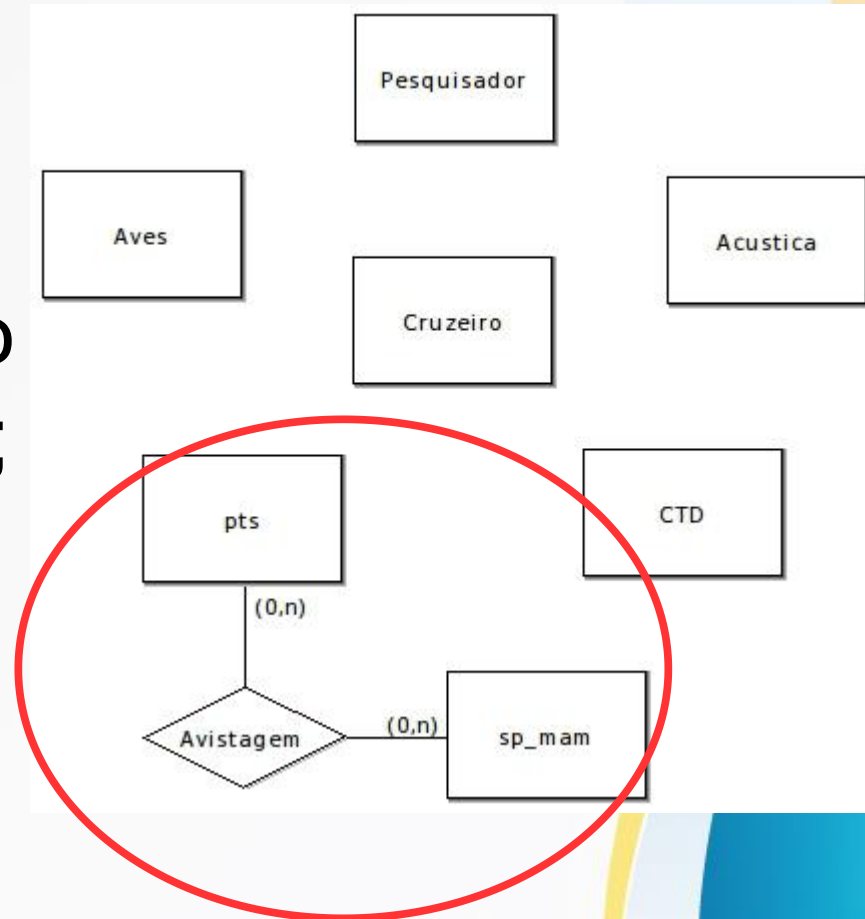 Pesquisador
Aves
Acustica
Cruzeiro
o
;
pts
CTD
(0,n)
Avistagem
(0,n)
sp_mam